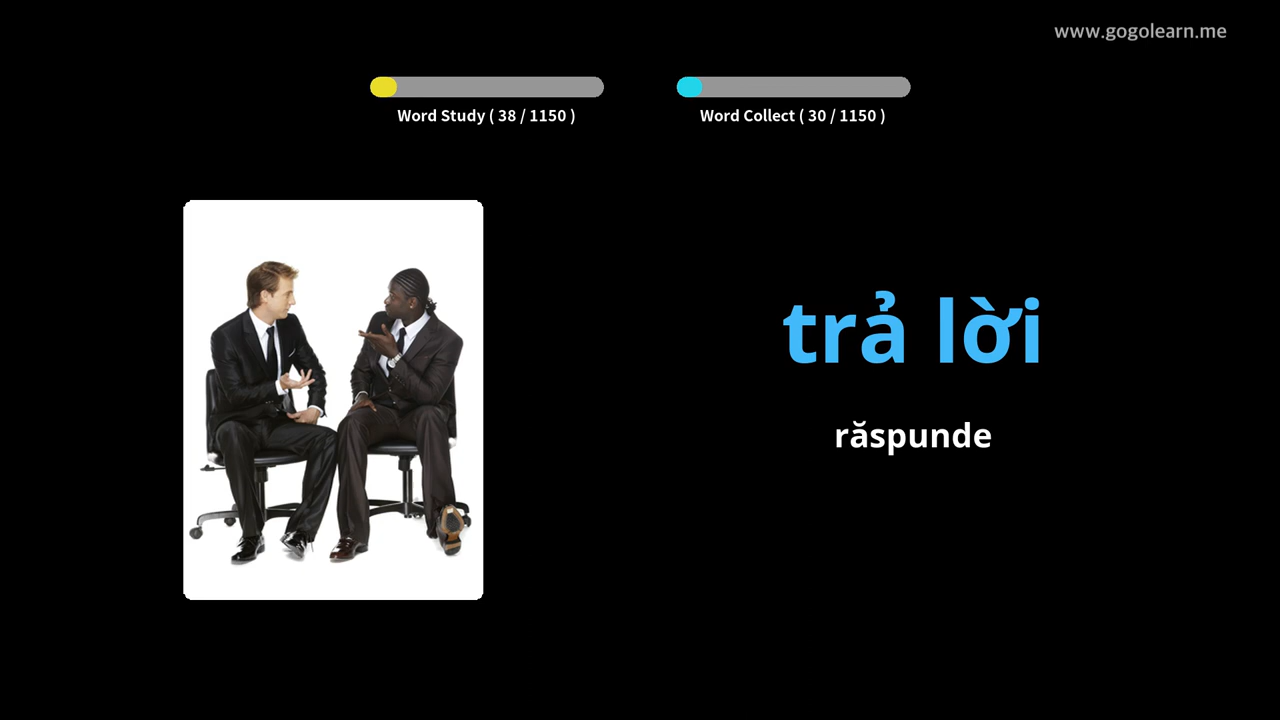 www.gogolearn.me
Word Study ( 38 / 1150 )
Word Collect ( 30 / 1150 )
trả lời
răspunde